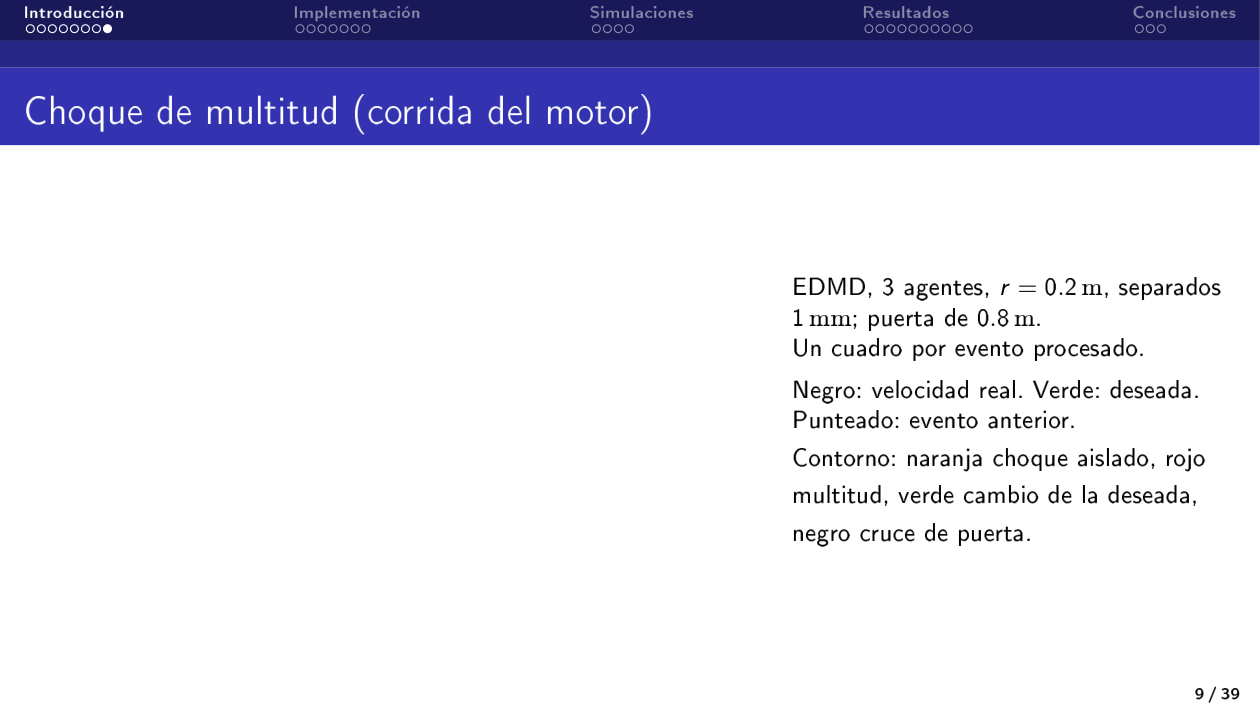 Introducción
Implementación
Simulaciones
Resultados
Conclusiones
Choque de multitud (corrida del motor)
EDMD, 3 agentes, r = 0.2 m, separados
1 mm; puerta de 0.8 m.
Un cuadro por evento procesado.
Negro: velocidad real. Verde: deseada.
Punteado: evento anterior.
Contorno: naranja choque aislado, rojo
multitud, verde cambio de la deseada,
negro cruce de puerta.
9 / 39